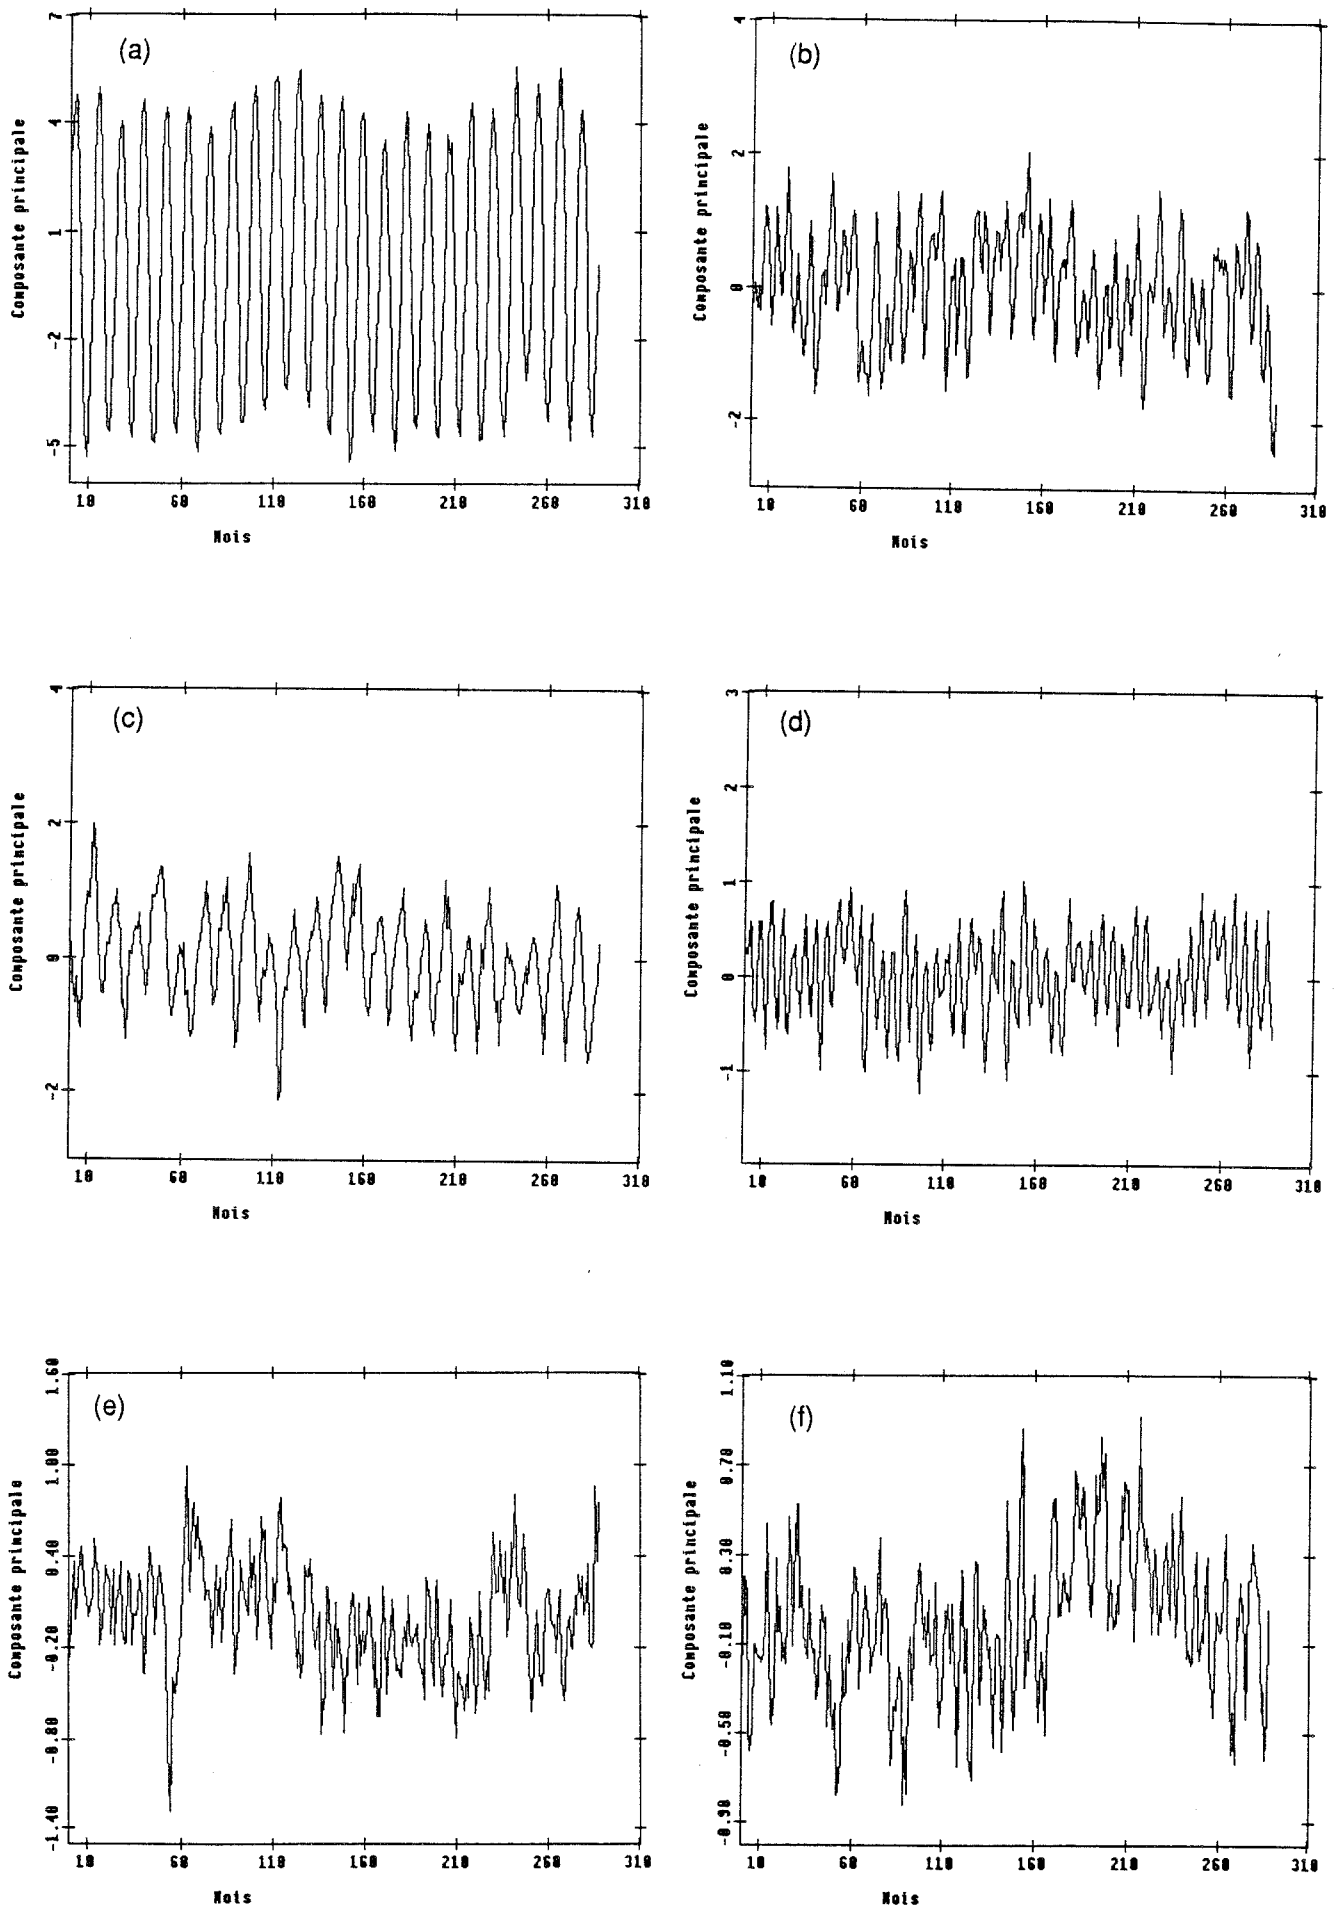 7
4
1
-2
-5
Composante principale
(a)
10 60 110 160 210 260 310
Mois
4
2
0
-2
Composante principale
(b)
10 60 110 160 210 260 310
Mois
4
2
0
-2
Composante principale
(c)
10 60 110 160 210 260 310
Mois
3
2
1
0
-1
Composante principale
(d)
10 60 110 160 210 260 310
Mois
1.60
1.00
0.40
-0.20
-0.80
-1.40
Composante principale
(e)
10 60 110 160 210 260 310
Mois
1.10
0.70
0.30
-0.10
-0.50
-0.90
Composante principale
(f)
10 60 110 160 210 260 310
Mois